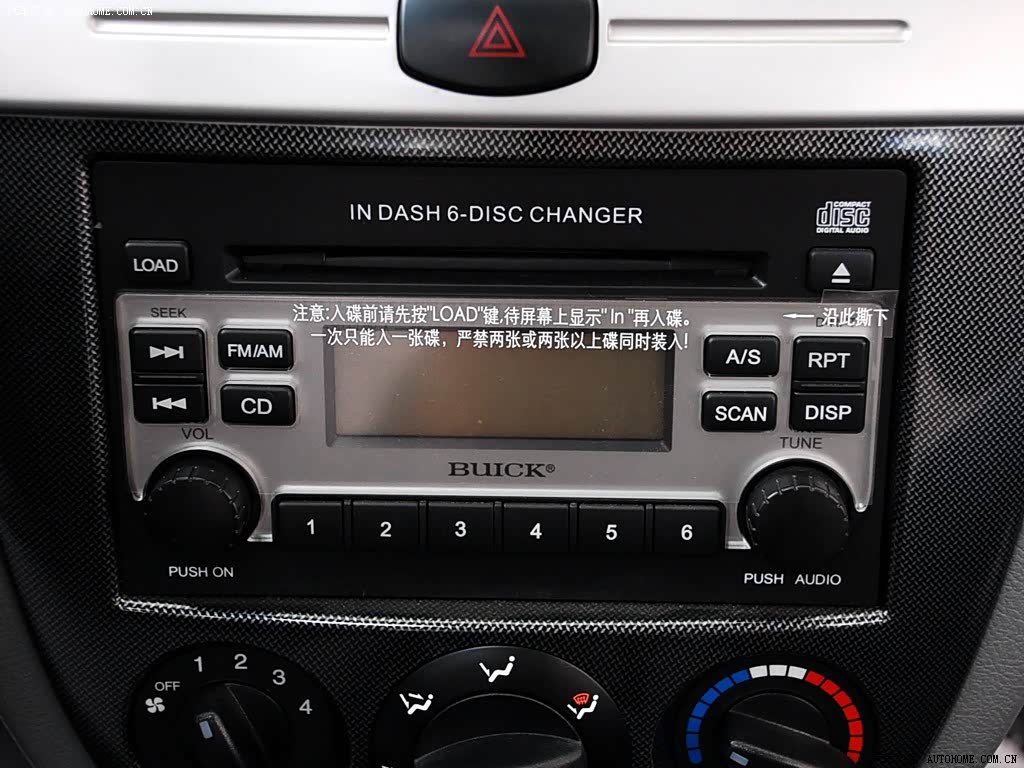 AUTOHOME.COM.CN
IN DASH 6-DISC CHANGER
COMPACT
disc
DIGITAL AUDIO
LOAD
SEEK
注意:入碟前请先按"LOAD"键,待屏幕上显示" In "再入碟。
沿此撕下
一次只能入一张碟，严禁两张或两张以上碟同时装入!
FM/AM
A/S
RPT
CD
SCAN
DISP
VOL
TUNE
BUICK®
1 2 3 4 5 6
PUSH ON
PUSH AUDIO
OFF 1 2 3 4
AUTOHOME.COM.CN